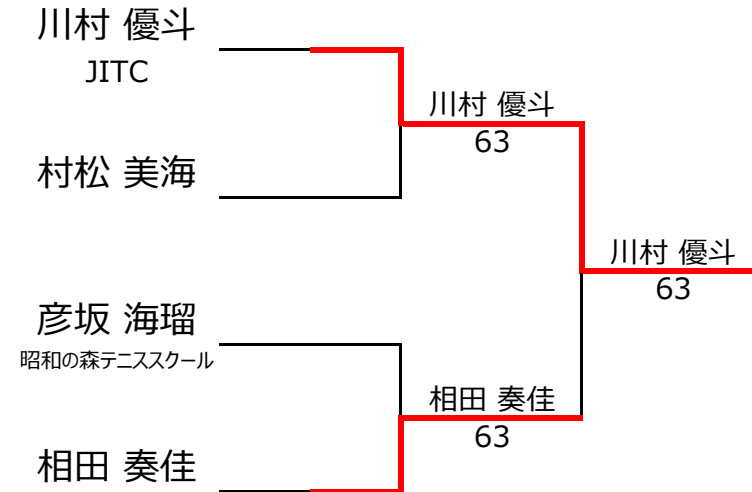 川村 優斗
JITC
川村 優斗
63
村松 美海
川村 優斗
63
彦坂 海瑠
昭和の森テニススクール
相田 奏佳
63
相田 奏佳